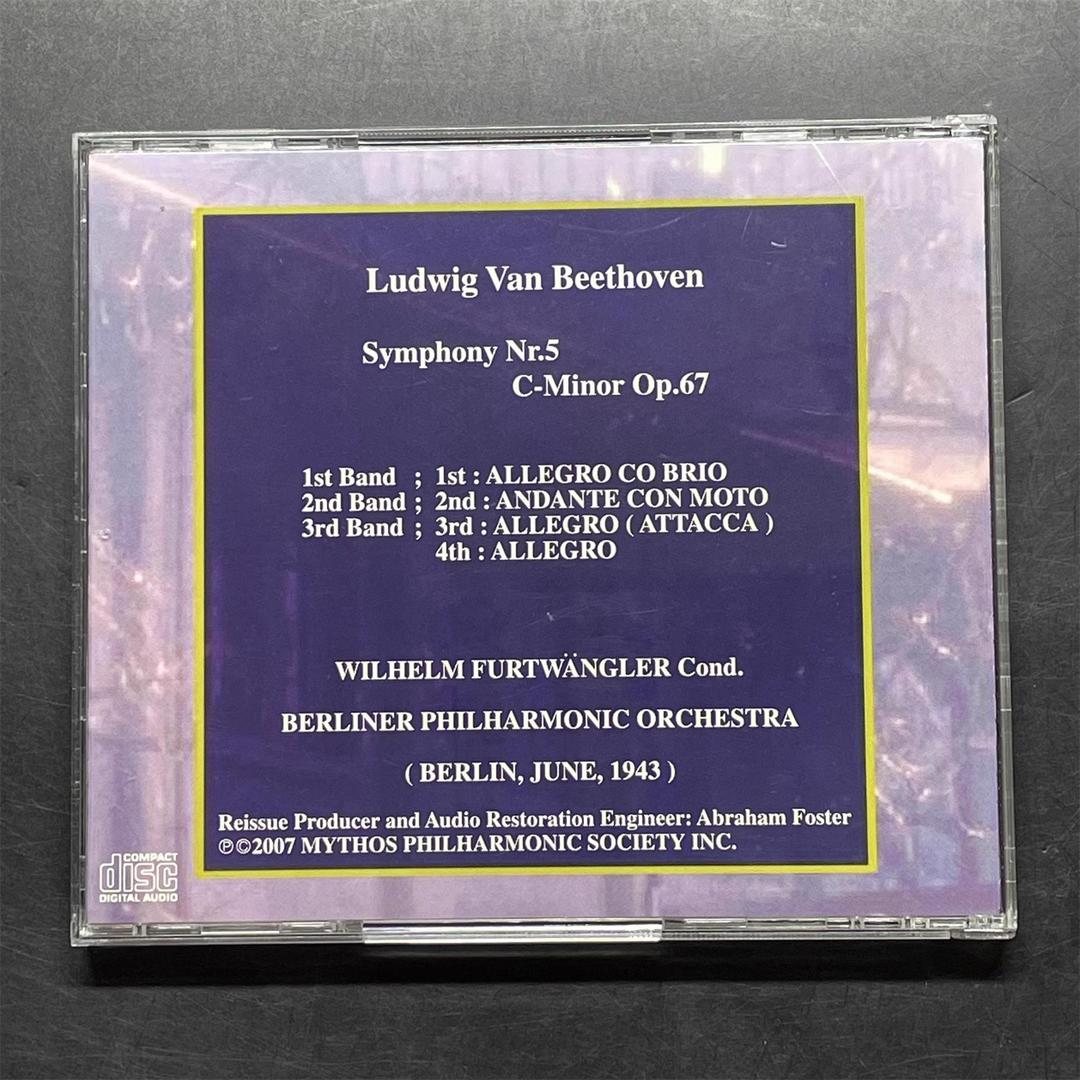 Ludwig Van Beethoven
Symphony Nr.5
C-Minor Op.67
1st Band ; 1st : ALLEGRO CO BRIO
2nd Band ; 2nd : ANDANTE CON MOTO
3rd Band ; 3rd : ALLEGRO ( ATTACCA )
4th : ALLEGRO
WILHELM FURTWÄNGLER Cond.
BERLINER PHILHARMONIC ORCHESTRA
( BERLIN, JUNE, 1943 )
Reissue Producer and Audio Restoration Engineer: Abraham Foster
℗©2007 MYTHOS PHILHARMONIC SOCIETY INC.
COMPACT
disc
DIGITAL AUDIO